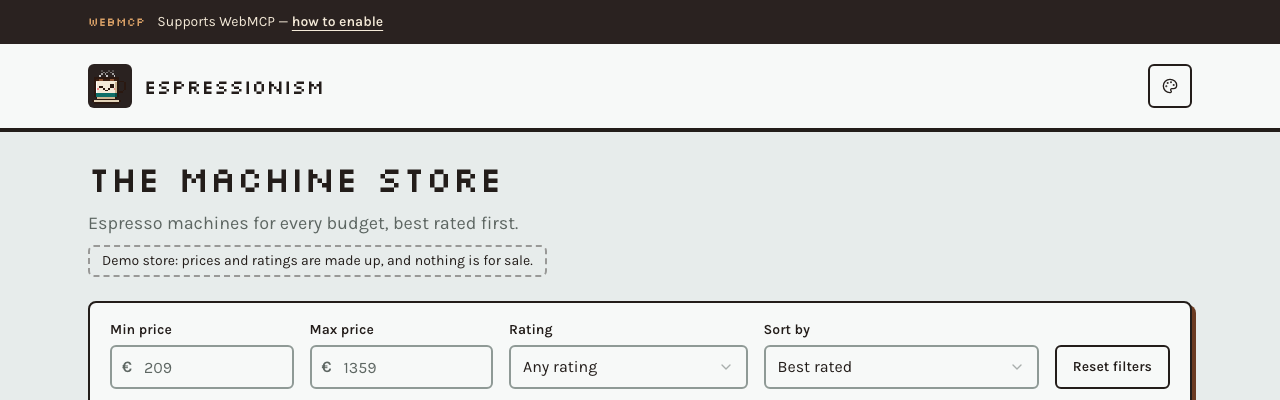 WEBMCP Supports WebMCP — how to enable
ESPRESSIONISM
THE MACHINE STORE
Espresso machines for every budget, best rated first.
Demo store: prices and ratings are made up, and nothing is for sale.
Min price Max price Rating Sort by
€ 209 € 1359 Any rating Best rated Reset filters